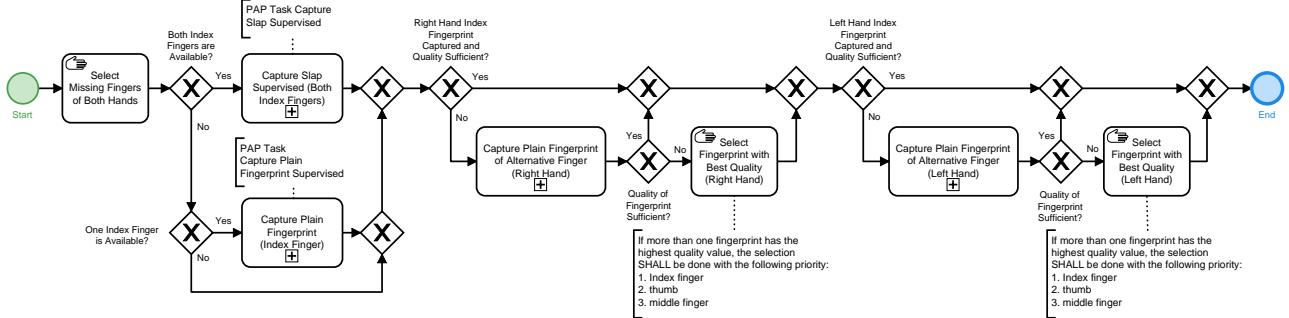 PAP Task Capture
Slap Supervised
Both Index
Fingers are
Available?
Right Hand Index
Fingerprint
Captured and
Quality Sufficient?
Left Hand Index
Fingerprint
Captured and
Quality Sufficient?
Start
Select
Missing Fingers
of Both Hands
Yes
Capture Slap
Supervised (Both
Index Fingers)
Yes
Yes
End
No
No
No
PAP Task
Capture Plain
Fingerprint Supervised
Capture Plain Fingerprint
of Alternative Finger
(Right Hand)
Yes
No
Select
Fingerprint with
Best Quality
(Right Hand)
Capture Plain Fingerprint
of Alternative Finger
(Left Hand)
Yes
No
Select
Fingerprint with
Best Quality
(Left Hand)
Quality of
Fingerprint
Sufficient?
Quality of
Fingerprint
Sufficient?
One Index Finger
is Available?
Yes
No
Capture Plain
Fingerprint
(Index Finger)
If more than one fingerprint has the
highest quality value, the selection
SHALL be done with the following priority:
1. Index finger
2. thumb
3. middle finger
If more than one fingerprint has the
highest quality value, the selection
SHALL be done with the following priority:
1. Index finger
2. thumb
3. middle finger